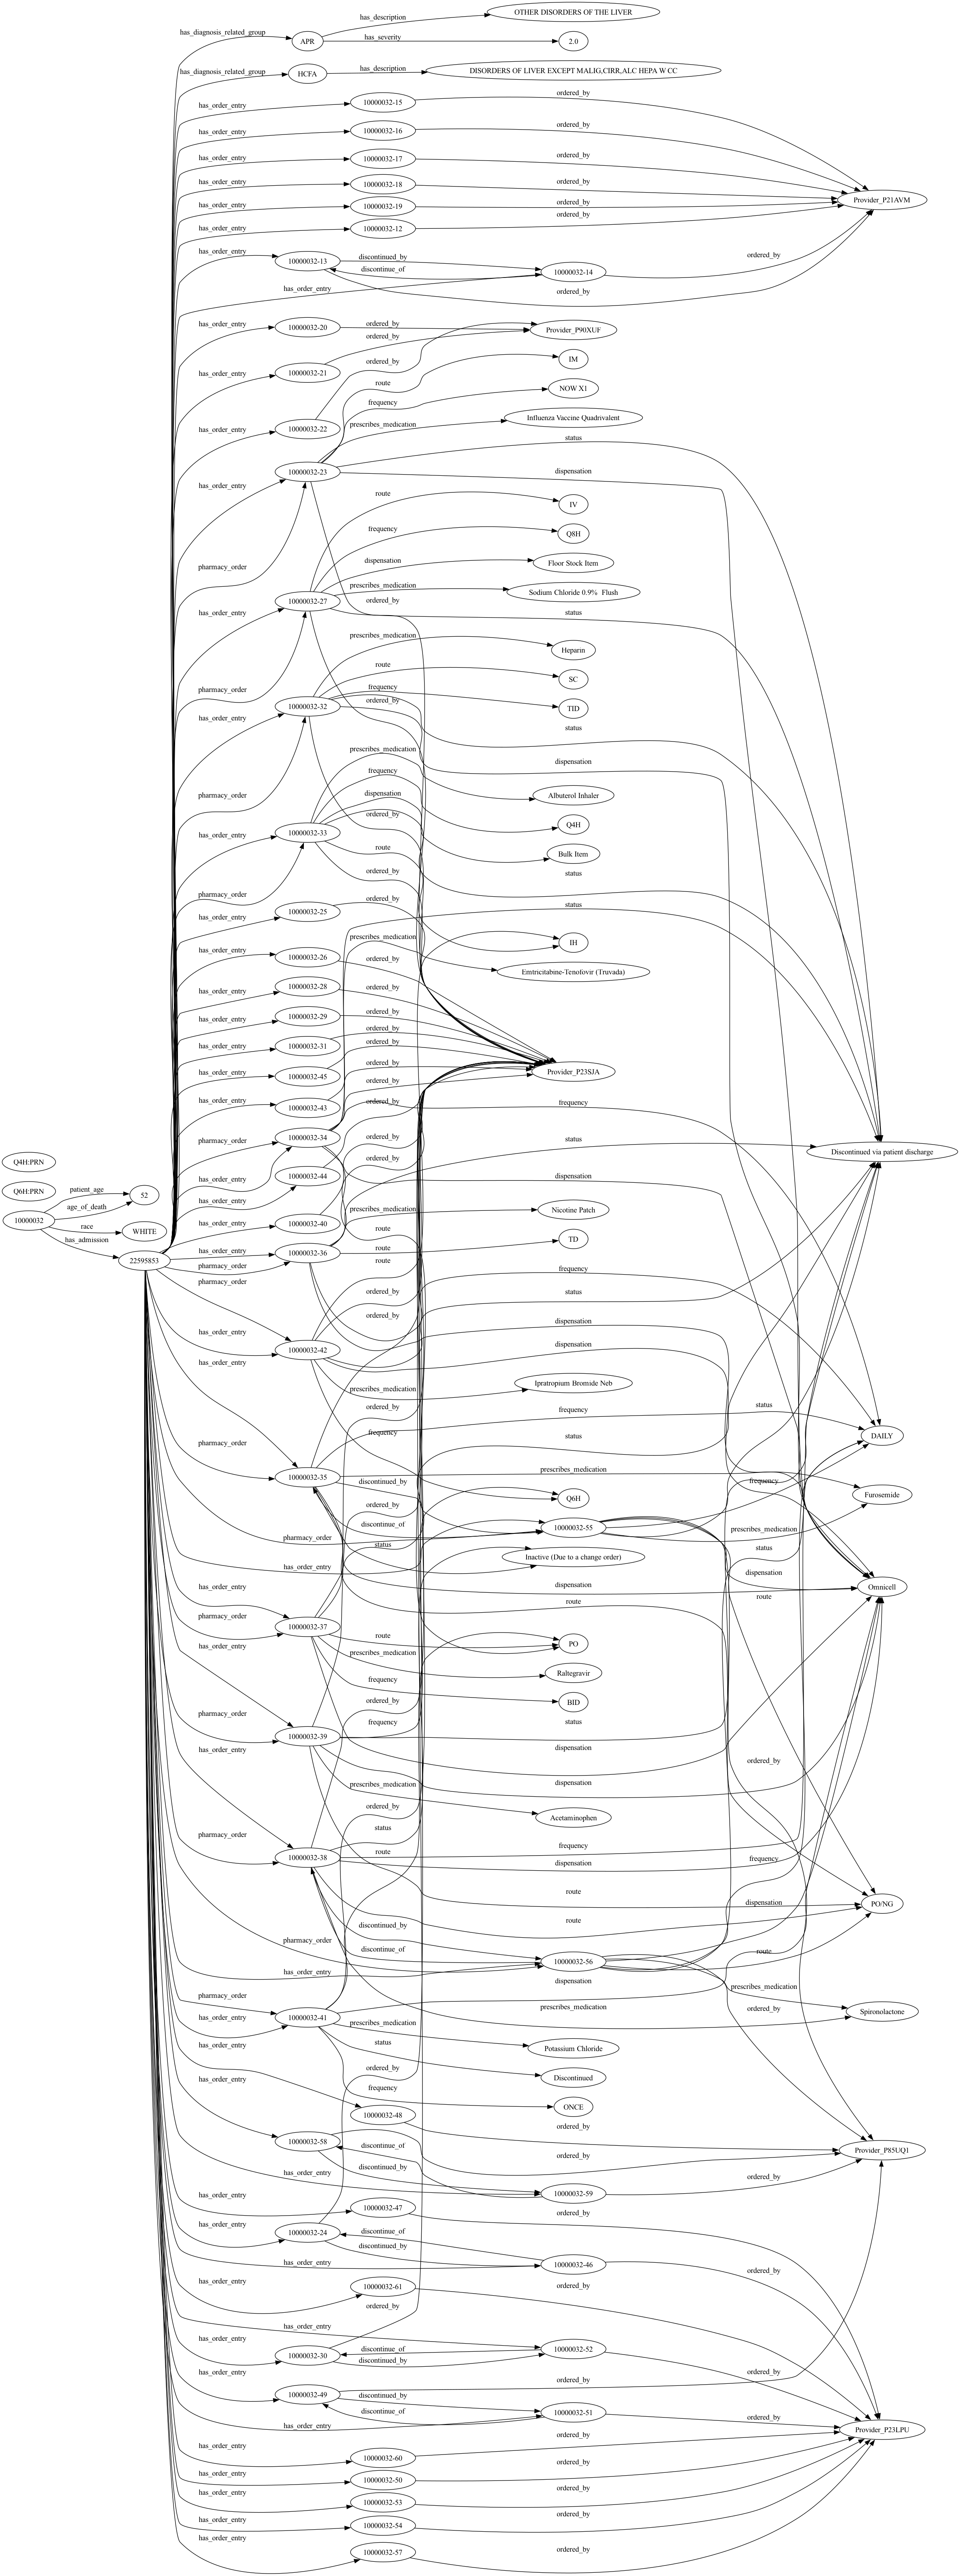 OTHER DISORDERS OF THE LIVER
has_description
has_diagnosis_related_group
APR
has_severity
2.0
has_diagnosis_related_group
HCFA
has_description
DISORDERS OF LIVER EXCEPT MALIG,CIRR,ALC HEPA W CC
ordered_by
has_order_entry
10000032-15
has_order_entry
10000032-16
ordered_by
has_order_entry
10000032-17
ordered_by
has_order_entry
10000032-18
ordered_by
Provider_P21AVM
has_order_entry
10000032-19
ordered_by
has_order_entry
10000032-12
ordered_by
has_order_entry
10000032-13
discontinued_by
discontinue_of
10000032-14
ordered_by
has_order_entry
ordered_by
has_order_entry
10000032-20
ordered_by
Provider_P90XUF
ordered_by
has_order_entry
10000032-21
ordered_by
IM
route
NOW X1
frequency
has_order_entry
10000032-22
prescribes_medication
Influenza Vaccine Quadrivalent
status
has_order_entry
10000032-23
dispensation
route
IV
frequency
Q8H
pharmacy_order
dispensation
Floor Stock Item
prescribes_medication
Sodium Chloride 0.9%  Flush
has_order_entry
10000032-27
ordered_by
status
prescribes_medication
Heparin
route
SC
pharmacy_order
frequency
TID
has_order_entry
10000032-32
ordered_by
status
prescribes_medication
dispensation
frequency
pharmacy_order
dispensation
Albuterol Inhaler
ordered_by
Q4H
has_order_entry
10000032-33
route
Bulk Item
ordered_by
status
pharmacy_order
ordered_by
status
has_order_entry
10000032-25
prescribes_medication
IH
has_order_entry
10000032-26
ordered_by
Emtricitabine-Tenofovir (Truvada)
has_order_entry
10000032-28
ordered_by
has_order_entry
10000032-29
ordered_by
has_order_entry
10000032-31
ordered_by
has_order_entry
10000032-45
ordered_by
Provider_P23SJA
has_order_entry
10000032-43
ordered_by
ordered_by
ordered_by
frequency
pharmacy_order
10000032-34
ordered_by
status
Discontinued via patient discharge
Q4H:PRN
has_order_entry
10000032-44
ordered_by
dispensation
Q6H:PRN
patient_age
52
has_order_entry
prescribes_medication
Nicotine Patch
age_of_death
10000032
race
WHITE
has_order_entry
10000032-40
route
TD
has_admission
22595853
has_order_entry
10000032-36
route
pharmacy_order
route
frequency
pharmacy_order
ordered_by
status
has_order_entry
ordered_by
dispensation
10000032-42
dispensation
has_order_entry
prescribes_medication
Ipratropium Bromide Neb
ordered_by
status
frequency
frequency
status
DAILY
pharmacy_order
10000032-35
prescribes_medication
discontinued_by
frequency
Furosemide
Q6H
ordered_by
discontinue_of
10000032-55
prescribes_medication
pharmacy_order
status
Inactive (Due to a change order)
status
has_order_entry
dispensation
dispensation
Omnicell
has_order_entry
route
route
pharmacy_order
10000032-37
route
PO
has_order_entry
prescribes_medication
Raltegravir
frequency
BID
ordered_by
pharmacy_order
frequency
status
10000032-39
dispensation
ordered_by
has_order_entry
prescribes_medication
dispensation
Acetaminophen
ordered_by
status
pharmacy_order
frequency
route
frequency
10000032-38
dispensation
route
dispensation
PO/NG
discontinued_by
route
pharmacy_order
discontinue_of
10000032-56
route
has_order_entry
dispensation
prescribes_medication
pharmacy_order
prescribes_medication
ordered_by
Spironolactone
has_order_entry
10000032-41
prescribes_medication
Potassium Chloride
status
has_order_entry
ordered_by
Discontinued
frequency
ONCE
has_order_entry
10000032-48
ordered_by
10000032-58
discontinue_of
ordered_by
Provider_P85UQ1
has_order_entry
discontinued_by
10000032-59
ordered_by
has_order_entry
10000032-47
ordered_by
has_order_entry
10000032-24
discontinue_of
discontinued_by
has_order_entry
10000032-46
ordered_by
10000032-61
ordered_by
ordered_by
has_order_entry
has_order_entry
10000032-30
discontinue_of
10000032-52
discontinued_by
ordered_by
has_order_entry
10000032-49
discontinued_by
ordered_by
discontinue_of
10000032-51
ordered_by
has_order_entry
Provider_P23LPU
has_order_entry
10000032-60
ordered_by
has_order_entry
10000032-50
ordered_by
has_order_entry
10000032-53
ordered_by
has_order_entry
10000032-54
ordered_by
has_order_entry
10000032-57
ordered_by